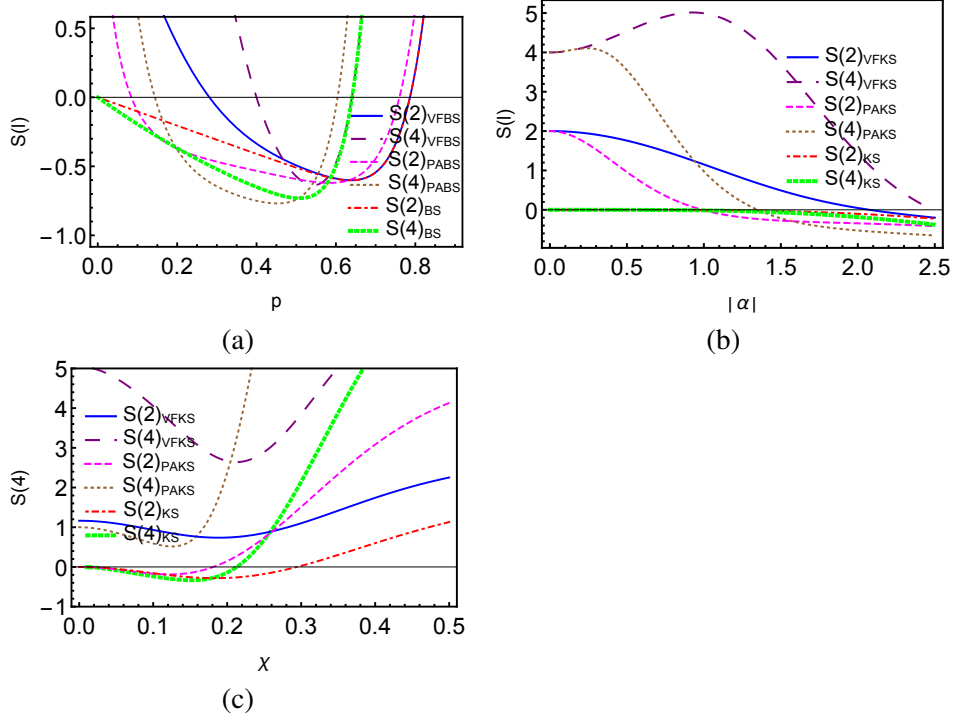 S(l)
0.5
0.0
−0.5
−1.0
S(2)VFBS
S(4)VFBS
S(2)PABS
S(4)PABS
S(2)BS
S(4)BS
0.0 0.2 0.4 0.6 0.8
p
(a)
S(l)
5
4
3
2
1
0
S(2)VFKS
S(4)VFKS
S(2)PAKS
S(4)PAKS
S(2)KS
S(4)KS
0.0 0.5 1.0 1.5 2.0 2.5
|α|
(b)
S(4)
5
4
3
2
1
0
−1
S(2)VFKS
S(4)VFKS
S(2)PAKS
S(4)PAKS
S(2)KS
S(4)KS
0.0 0.1 0.2 0.3 0.4 0.5
χ
(c)